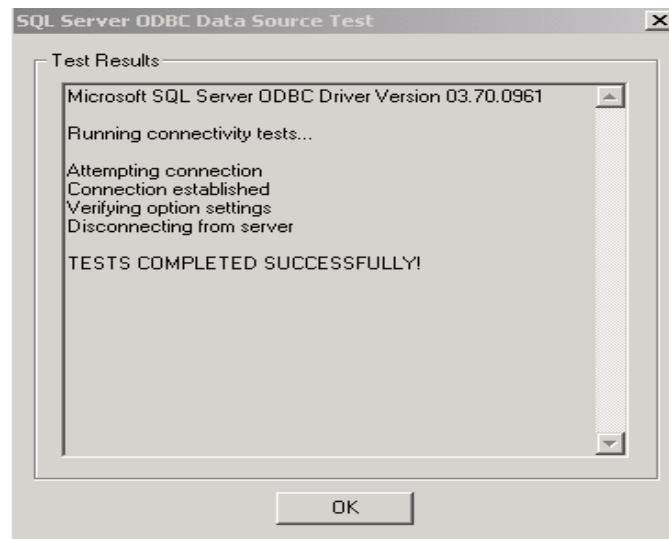 SQL Server ODBC Data Source Test
Test Results
Microsoft SQL Server ODBC Driver Version 03.70.0961
Running connectivity tests...
Attempting connection
Connection established
Verifying option settings
Disconnecting from server
TESTS COMPLETED SUCCESSFULLY!
OK